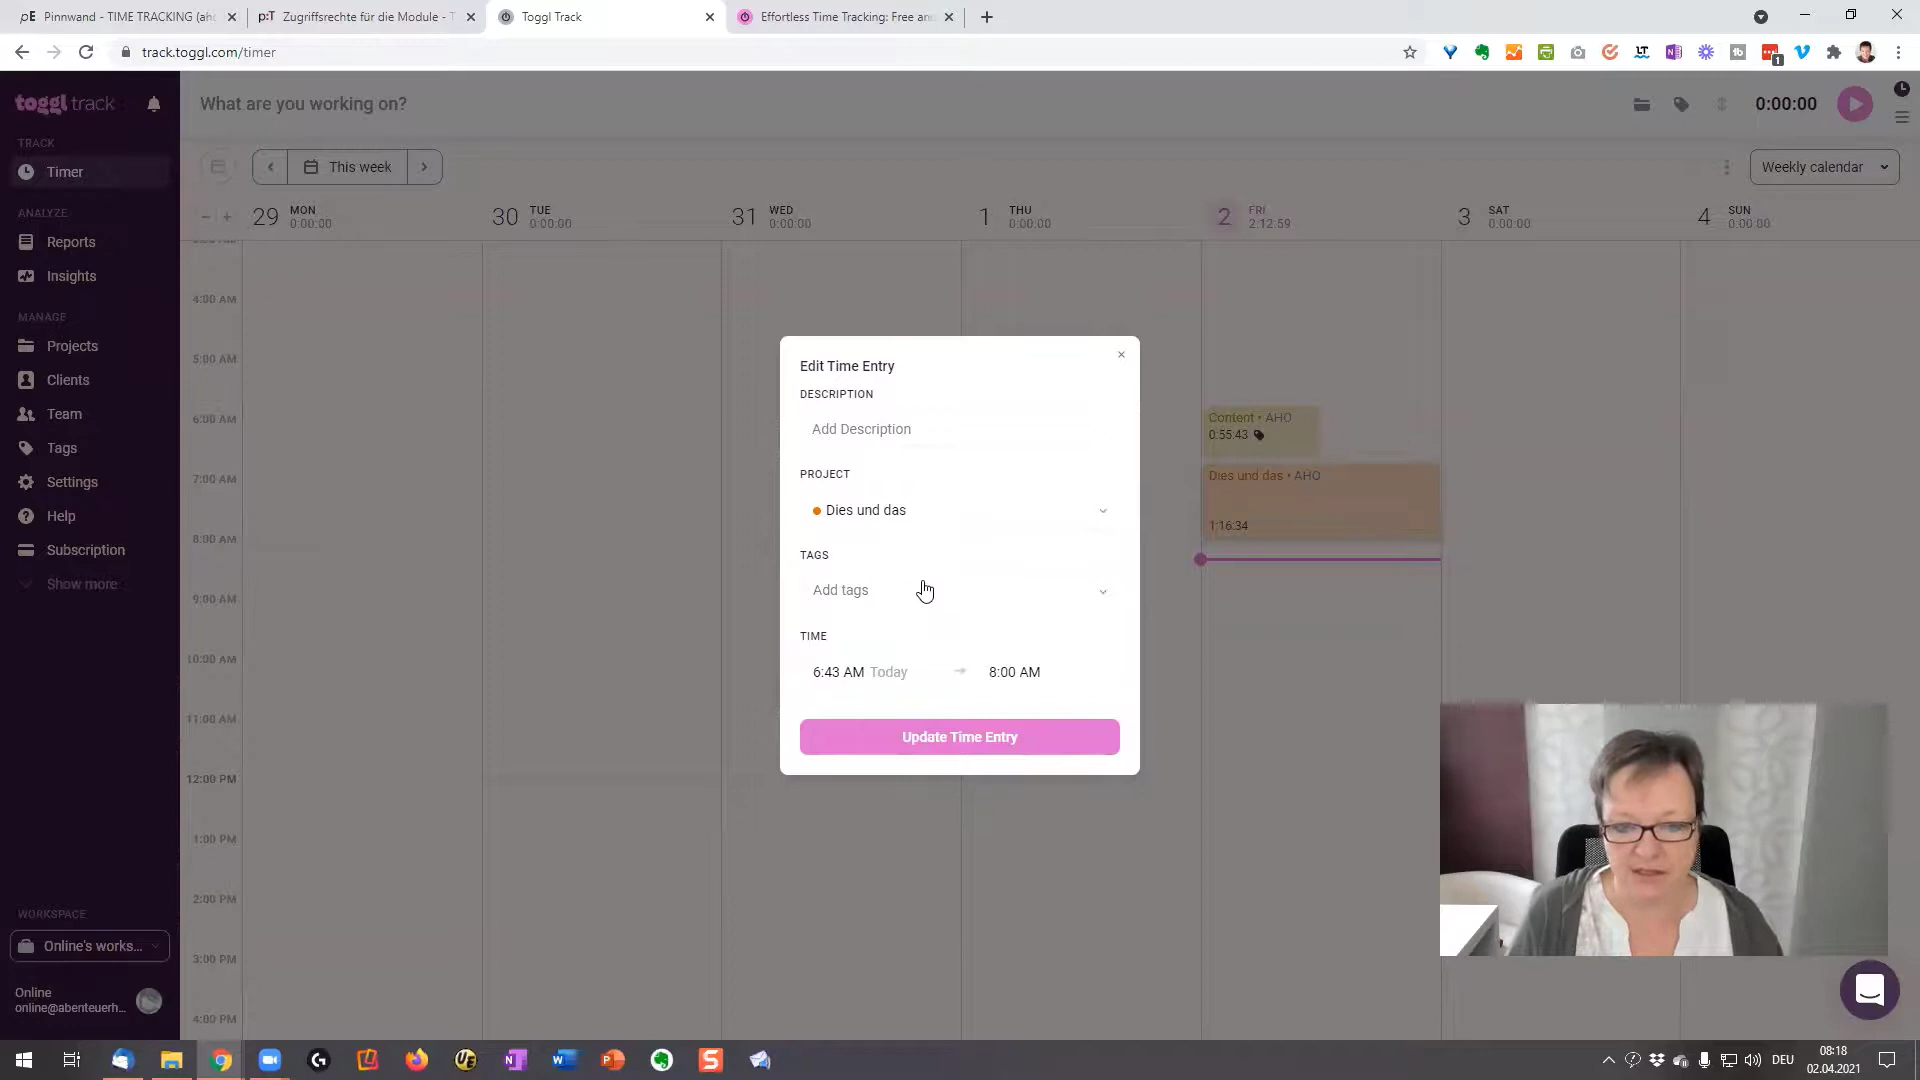 Pinnwand - TIME TRACKING (aho
Zugriffsrechte für die Module - T
Toggl Track
Effortless Time Tracking: Free an
track.toggl.com/timer
1
toggl track
What are you working on?
0:00:00
TRACK
Timer
This week
Weekly calendar
ANALYZE
Reports
Insights
29 MON 0:00:00
30 TUE 0:00:00
31 WED 0:00:00
1 THU 0:00:00
2 FRI 2:12:59
3 SAT 0:00:00
4 SUN 0:00:00
MANAGE
Projects
Clients
Team
Tags
Settings
Help
Subscription
Show more
4:00 AM
5:00 AM
6:00 AM
7:00 AM
8:00 AM
9:00 AM
10:00 AM
11:00 AM
12:00 PM
1:00 PM
2:00 PM
3:00 PM
4:00 PM
Content • AHO
0:55:43
Dies und das • AHO
1:16:34
Edit Time Entry
DESCRIPTION
Add Description
PROJECT
Dies und das
TAGS
Add tags
TIME
6:43 AM Today
8:00 AM
Update Time Entry
WORKSPACE
Online's works...
Online
online@abenteuerh...
DEU
08:18
02.04.2021